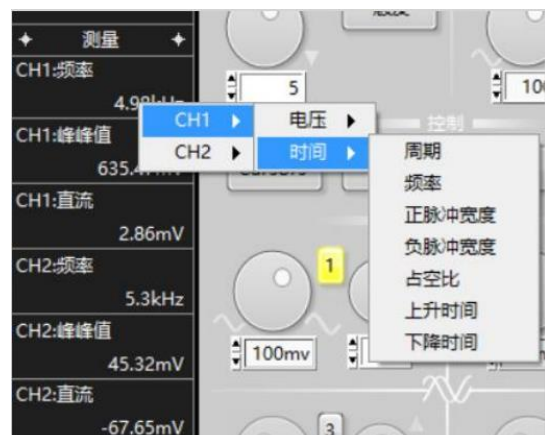 测量
CH1:频率
5
CH1:峰峰值
CH1
电压
控制
CH2
时间
周期
频率
正脉冲宽度
负脉冲宽度
占空比
上升时间
下降时间
CH1:直流
2.86mV
CH2:频率
5.3kHz
1
CH2:峰峰值
45.32mV
100mv
CH2:直流
-67.65mV
3